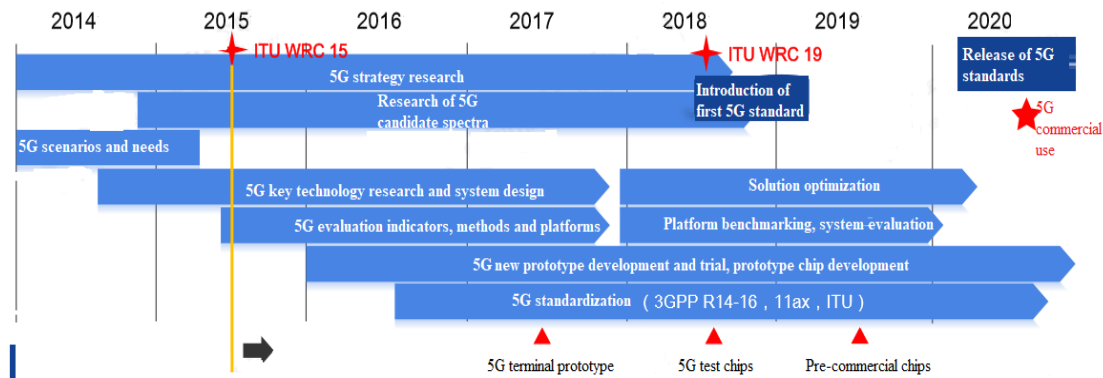 2014 2015 2016 2017 2018 2019 2020
ITU WRC 15
ITU WRC 19
5G strategy research
Release of 5G
standards
Introduction of
first 5G standard
Research of 5G
candidate spectra
5G
commercial
use
5G scenarios and needs
5G key technology research and system design
Solution optimization
5G evaluation indicators, methods and platforms
Platform benchmarking, system evaluation
5G new prototype development and trial, prototype chip development
5G standardization （3GPP R14-16，11ax，ITU）
5G terminal prototype
5G test chips
Pre-commercial chips